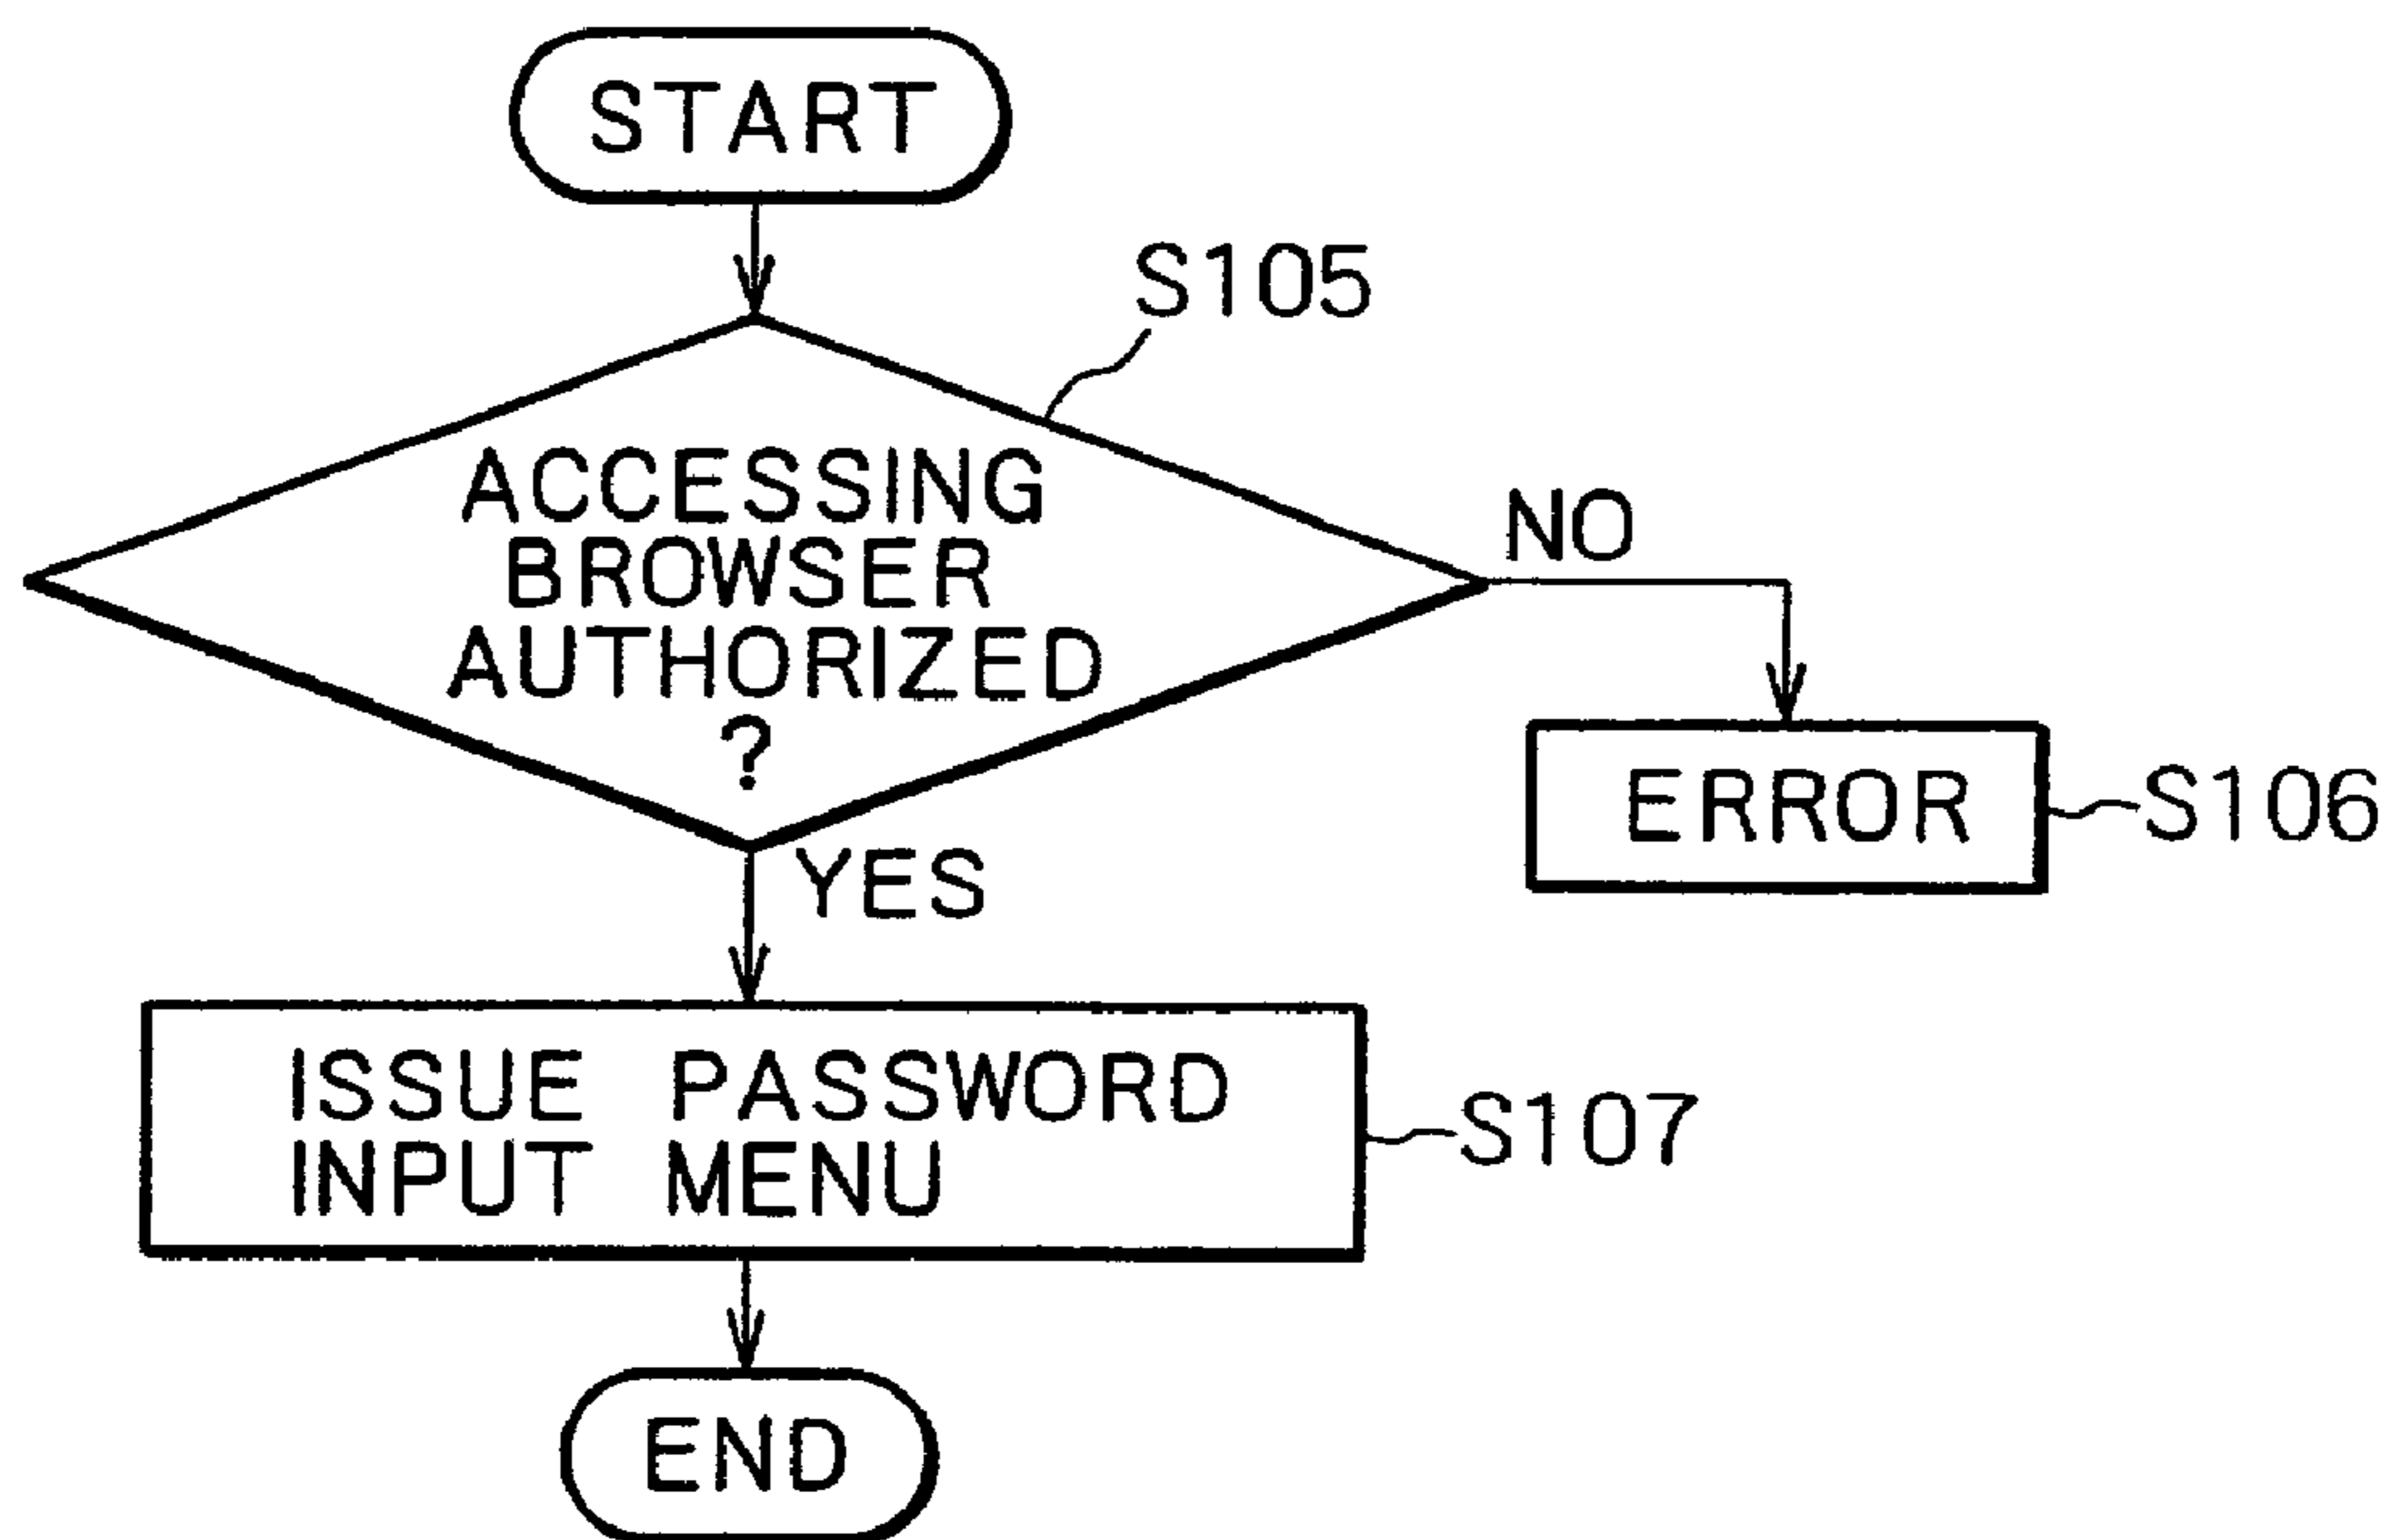 START
S105
ACCESSING
BROWSER
AUTHORIZED
?
NO
ERROR
S106
YES
ISSUE PASSWORD
INPUT MENU
S107
END